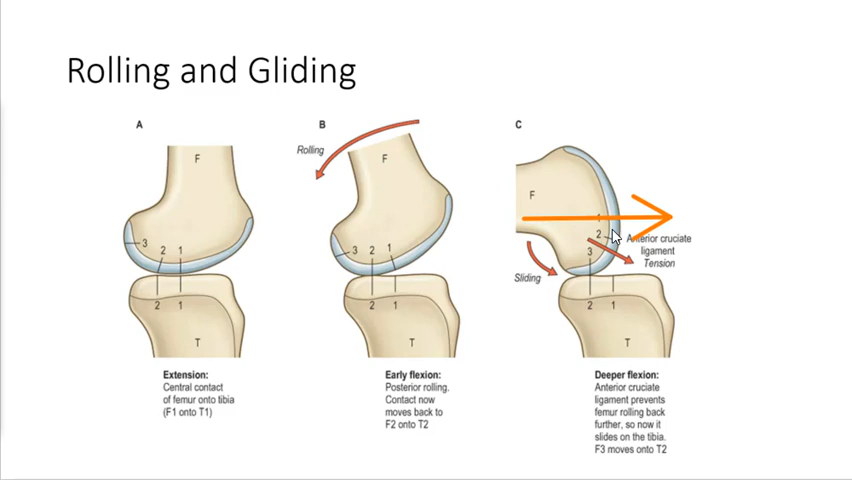 Rolling and Gliding
A
F
3
2
1
2
1
T
Extension:
Central contact
of femur onto tibia
(F1 onto T1)
B
Rolling
F
3
2
1
2
1
T
Early flexion:
Posterior rolling.
Contact now
moves back to
F2 onto T2
C
F
1
2
3
Anterior cruciate
ligament
Tension
Sliding
2
1
T
Deeper flexion:
Anterior cruciate
ligament prevents
femur rolling back
further, so now it
slides on the tibia.
F3 moves onto T2